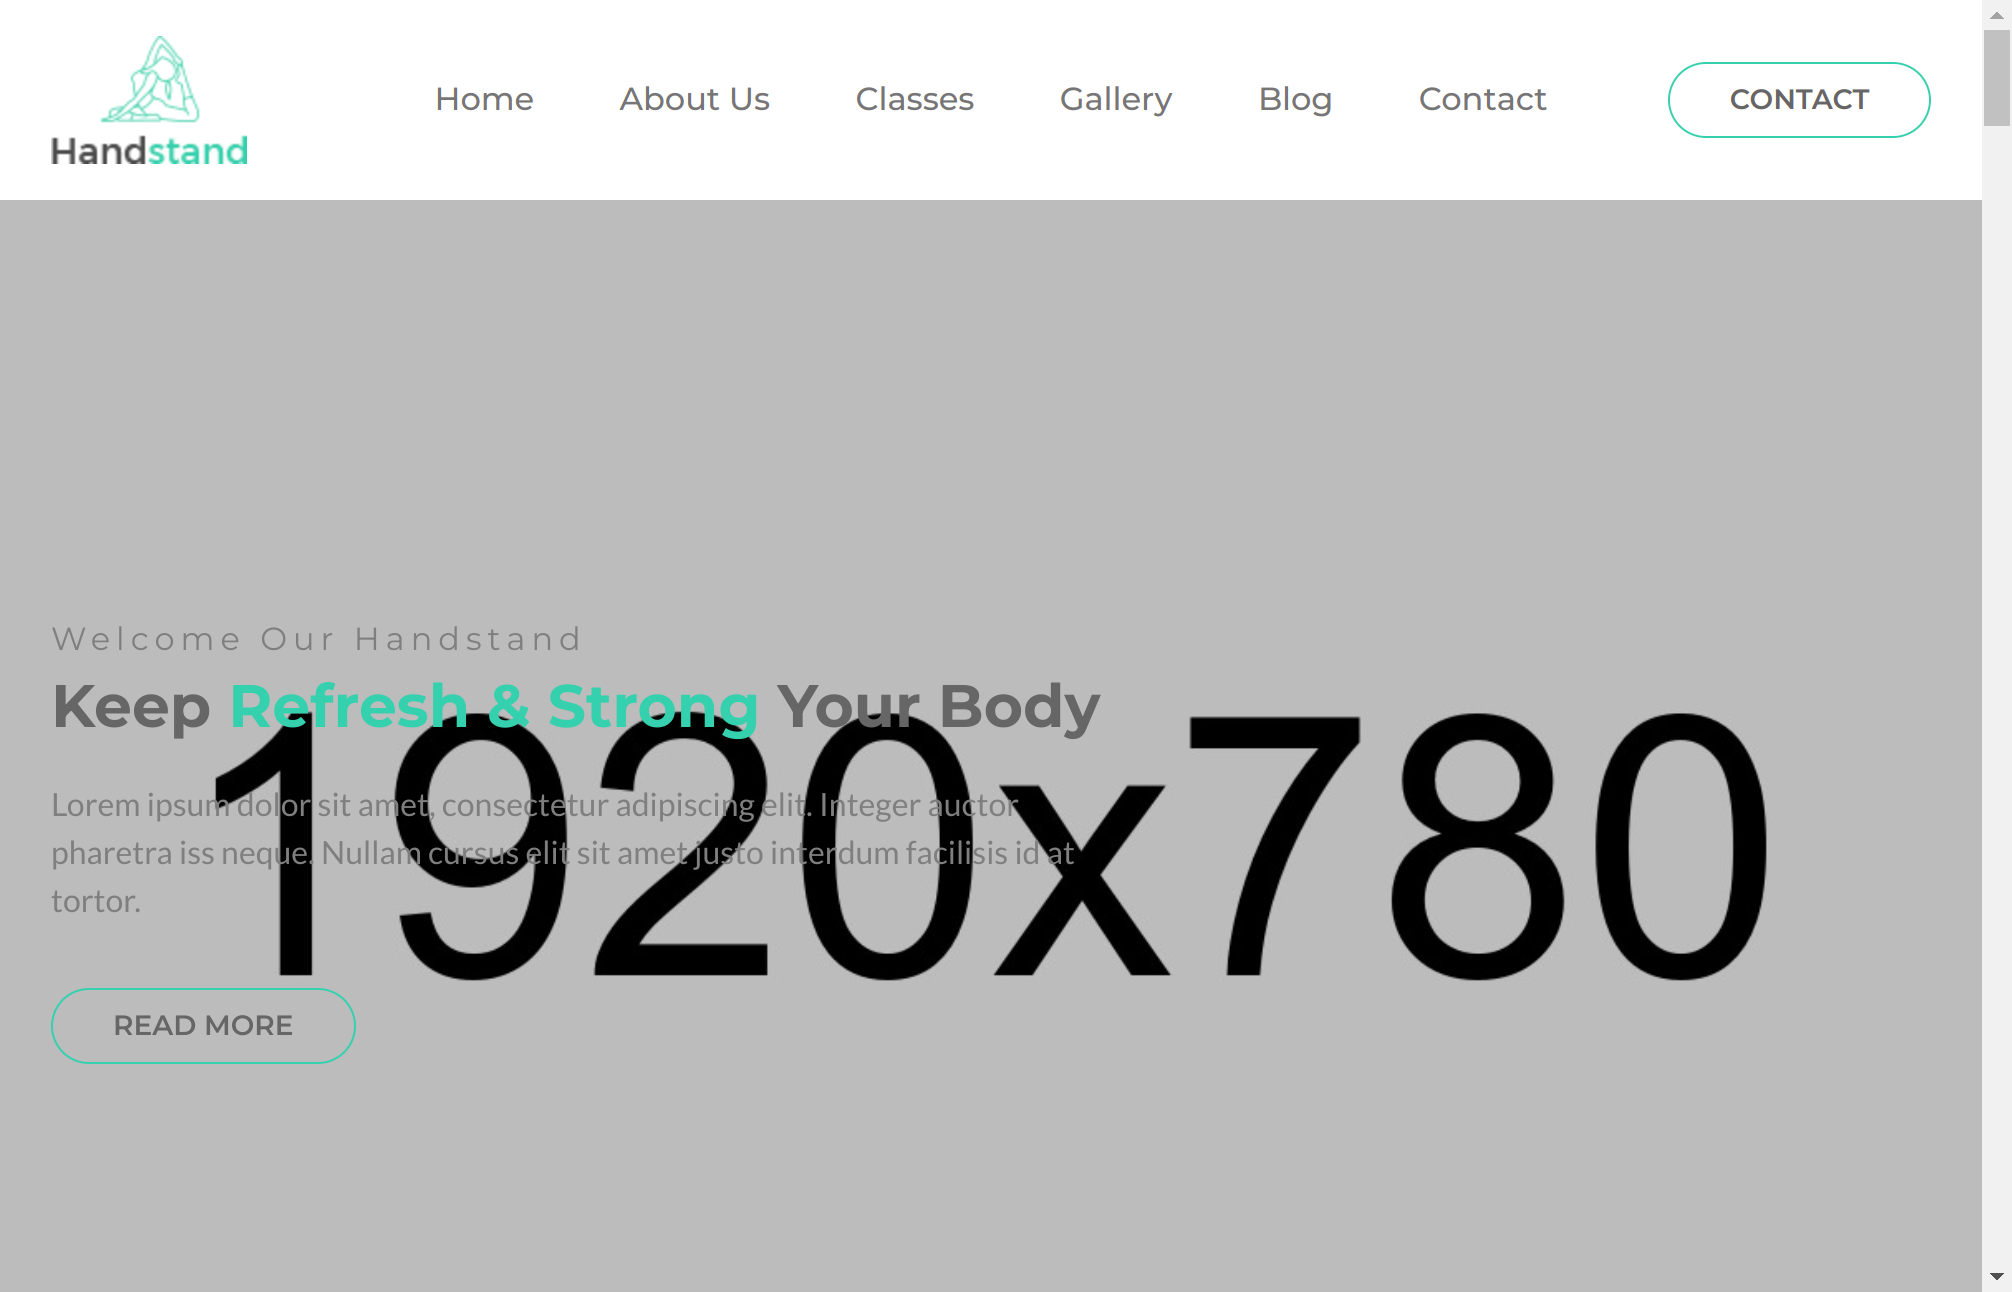 Handstand
Home About Us Classes Gallery Blog Contact CONTACT
Welcome Our Handstand
Keep Refresh & Strong Your Body
1920x780
Lorem ipsum dolor sit amet, consectetur adipiscing elit. Integer auctor
pharetra iss neque. Nullam cursus elit sit amet justo interdum facilisis id at
tortor.
READ MORE